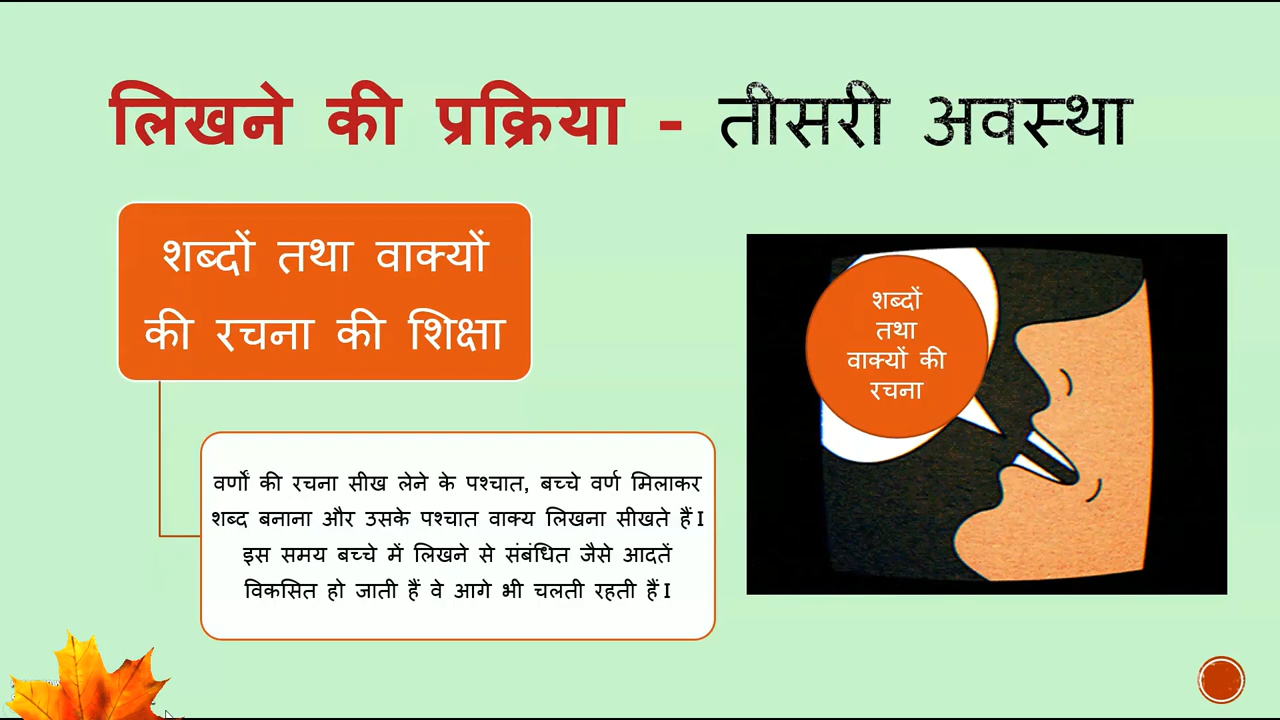 लिखने की प्रक्रिया - तीसरी अवस्था
शब्दों तथा वाक्यों
की रचना की शिक्षा
वर्णों की रचना सीख लेने के पश्चात, बच्चे वर्ण मिलाकर
शब्द बनाना और उसके पश्चात वाक्य लिखना सीखते हैं I
इस समय बच्चे में लिखने से संबंधित जैसे आदतें
विकसित हो जाती हैं वे आगे भी चलती रहती हैं I
शब्दों
तथा
वाक्यों की
रचना